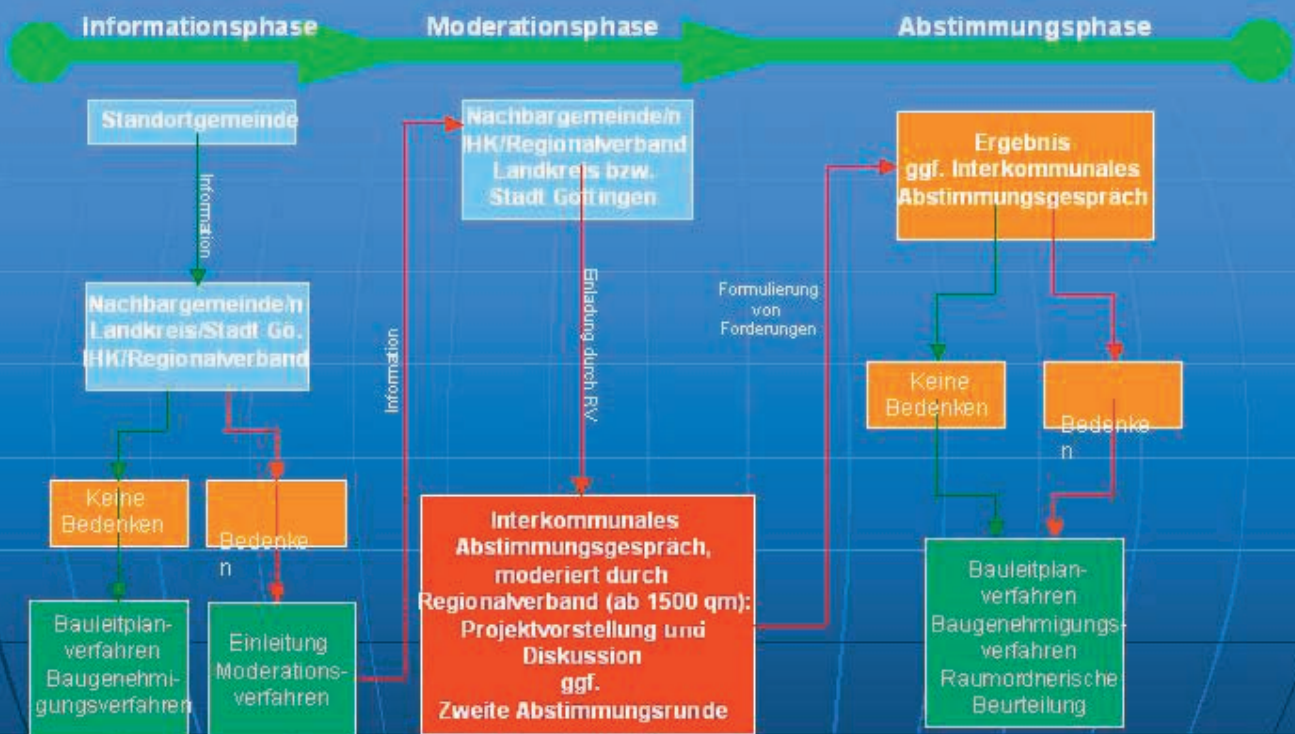 Informationsphase
Moderationsphase
Abstimmungsphase
Standortgemeinde
Information
Nachbargemeinde/n
Landkreis/Stadt Gö.
IHK/Regionalverband
Keine
Bedenken
Bedenke
n
Bauleitplan-
verfahren
Baugenehmi-
gungsverfahren
Einleitung
Moderations-
verfahren
Information
Nachbargemeinde/n
IHK/Regionalverband
Landkreis bzw.
Stadt Göttingen
Einladung durch RV
Interkommunales
Abstimmungsgespräch,
moderiert durch
Regionalverband (ab 1500 qm):
Projektvorstellung und
Diskussion
ggf.
Zweite Abstimmungsrunde
Formulierung
von
Forderungen
Ergebnis
ggf. Interkommunales
Abstimmungsgespräch
Keine
Bedenken
Bedenke
n
Bauleitplan-
verfahren
Baugenehmigungs-
verfahren
Raumordnerische
Beurteilung